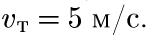 v_т = 5 м/с.